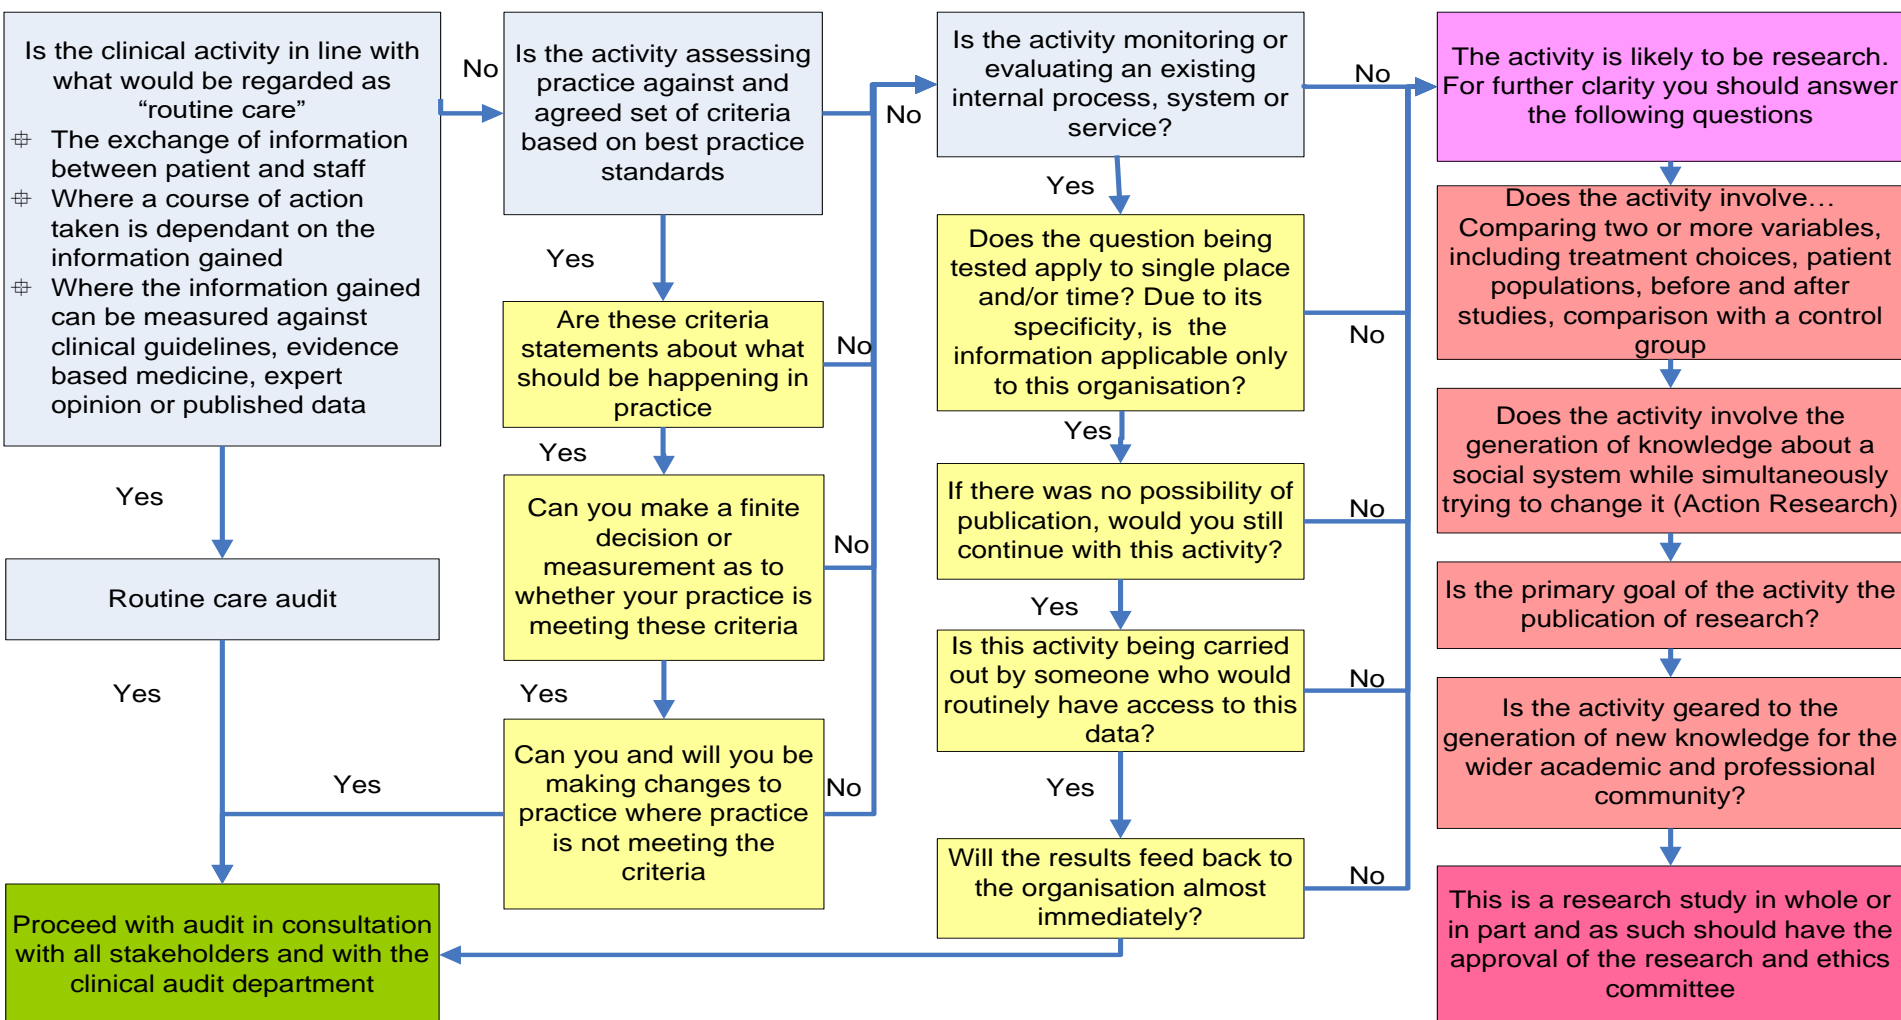 Is the clinical activity in line with
what would be regarded as
“routine care”
The exchange of information
between patient and staff
Where a course of action
taken is dependant on the
information gained
Where the information gained
can be measured against
clinical guidelines, evidence
based medicine, expert
opinion or published data
No
Yes
Routine care audit
Yes
Proceed with audit in consultation
with all stakeholders and with the
clinical audit department
Is the activity assessing
practice against and
agreed set of criteria
based on best practice
standards
No
Yes
Are these criteria
statements about what
should be happening in
practice
No
Yes
Can you make a finite
decision or
measurement as to
whether your practice is
meeting these criteria
No
Yes
Can you and will you be
making changes to
practice where practice
is not meeting the
criteria
No
Yes
Is the activity monitoring or
evaluating an existing
internal process, system or
service?
No
Yes
Does the question being
tested apply to single place
and/or time? Due to its
specificity, is  the
information applicable only
to this organisation?
No
Yes
If there was no possibility of
publication, would you still
continue with this activity?
No
Yes
Is this activity being carried
out by someone who would
routinely have access to this
data?
No
Yes
Will the results feed back to
the organisation almost
immediately?
No
The activity is likely to be research.
For further clarity you should answer
the following questions
Does the activity involve…
Comparing two or more variables,
including treatment choices, patient
populations, before and after
studies, comparison with a control
group
Does the activity involve the
generation of knowledge about a
social system while simultaneously
trying to change it (Action Research)
Is the primary goal of the activity the
publication of research?
Is the activity geared to the
generation of new knowledge for the
wider academic and professional
community?
This is a research study in whole or
in part and as such should have the
approval of the research and ethics
committee